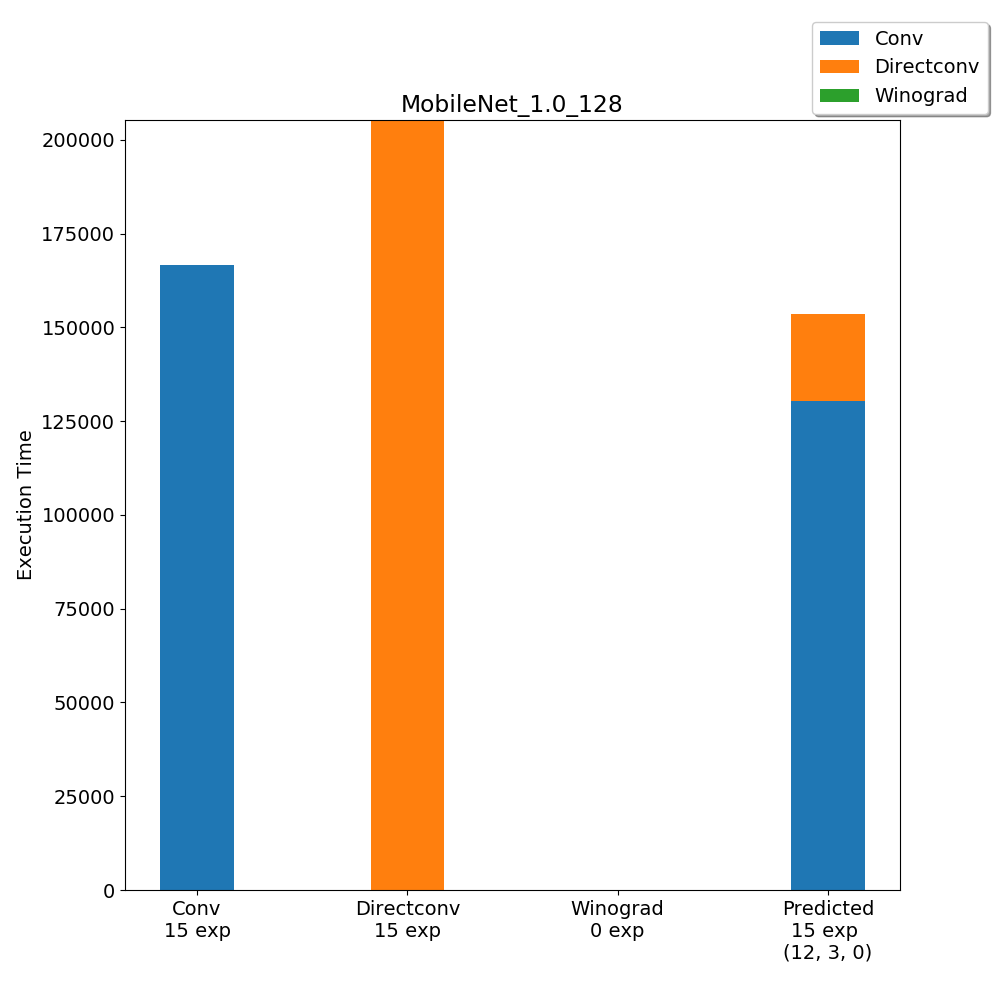 Conv
Directconv
Winograd
MobileNet_1.0_128
Execution Time
200000
175000
150000
125000
100000
75000
50000
25000
0
Conv
15 exp
Directconv
15 exp
Winograd
0 exp
Predicted
15 exp
(12, 3, 0)